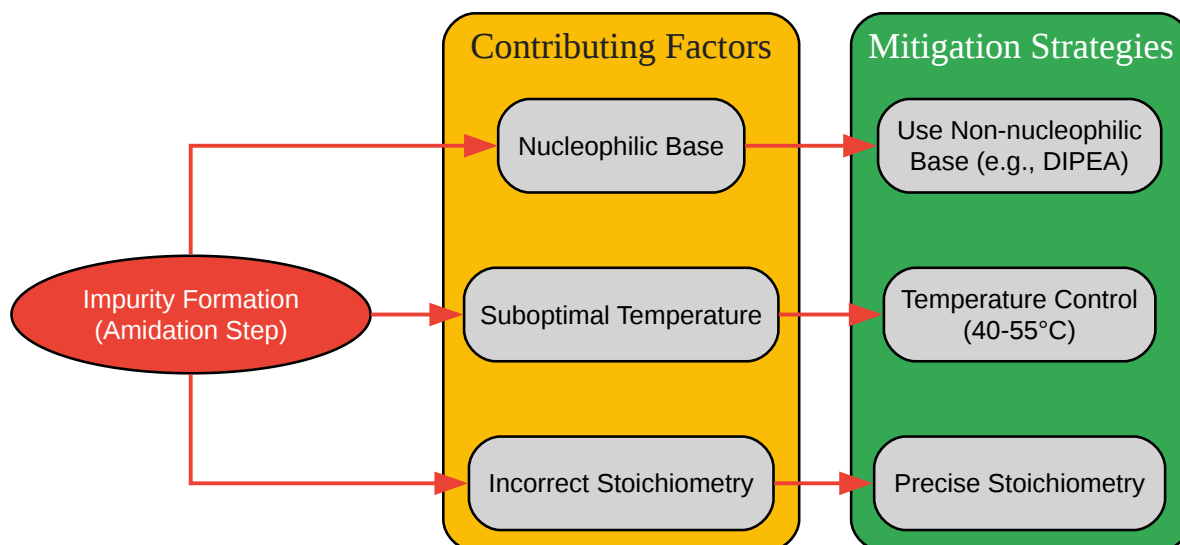 Contributing Factors
Mitigation Strategies
Nucleophilic Base
Use Non-nucleophilic
Base (e.g., DIPEA)
Impurity Formation
(Amidation Step)
Suboptimal Temperature
Temperature Control
(40-55°C)
Incorrect Stoichiometry
Precise Stoichiometry